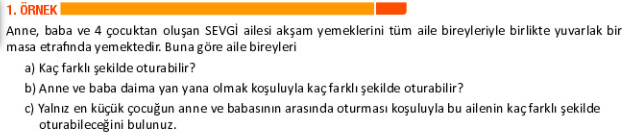 1. ÖRNEK
Anne, baba ve 4 çocuktan oluşan SEVGİ ailesi akşam yemeklerini tüm aile bireyleriyle birlikte yuvarlak bir
masa etrafında yemektedir. Buna göre aile bireyleri
a) Kaç farklı şekilde oturabilir?
b) Anne ve baba daima yan yana olmak koşuluyla kaç farklı şekilde oturabilir?
c) Yalnız en küçük çocuğun anne ve babasının arasında oturması koşuluyla bu ailenin kaç farklı şekilde
oturabileceğini bulunuz.